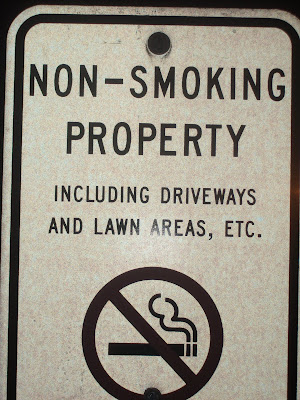 NON-SMOKING
PROPERTY
INCLUDING DRIVEWAYS
AND LAWN AREAS, ETC.